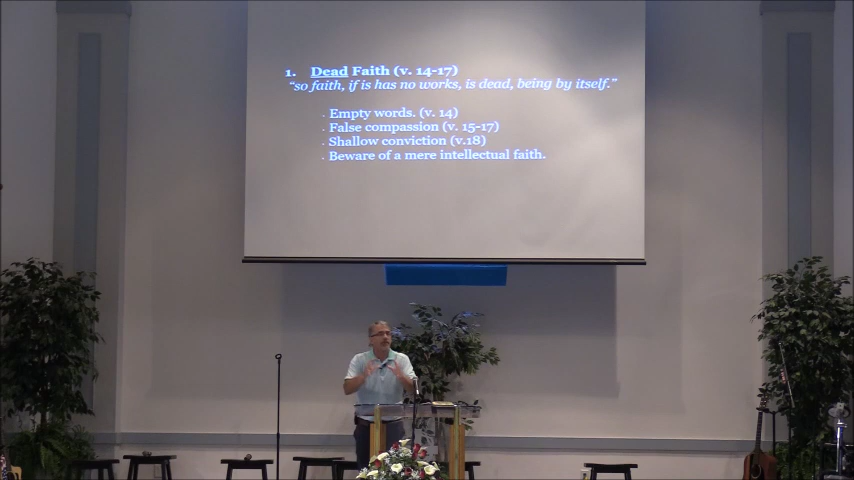 1. Dead Faith (v. 14-17)
"so faith, if is has no works, is dead, being by itself."
. Empty words. (v. 14)
. False compassion (v. 15-17)
. Shallow conviction (v.18)
. Beware of a mere intellectual faith.